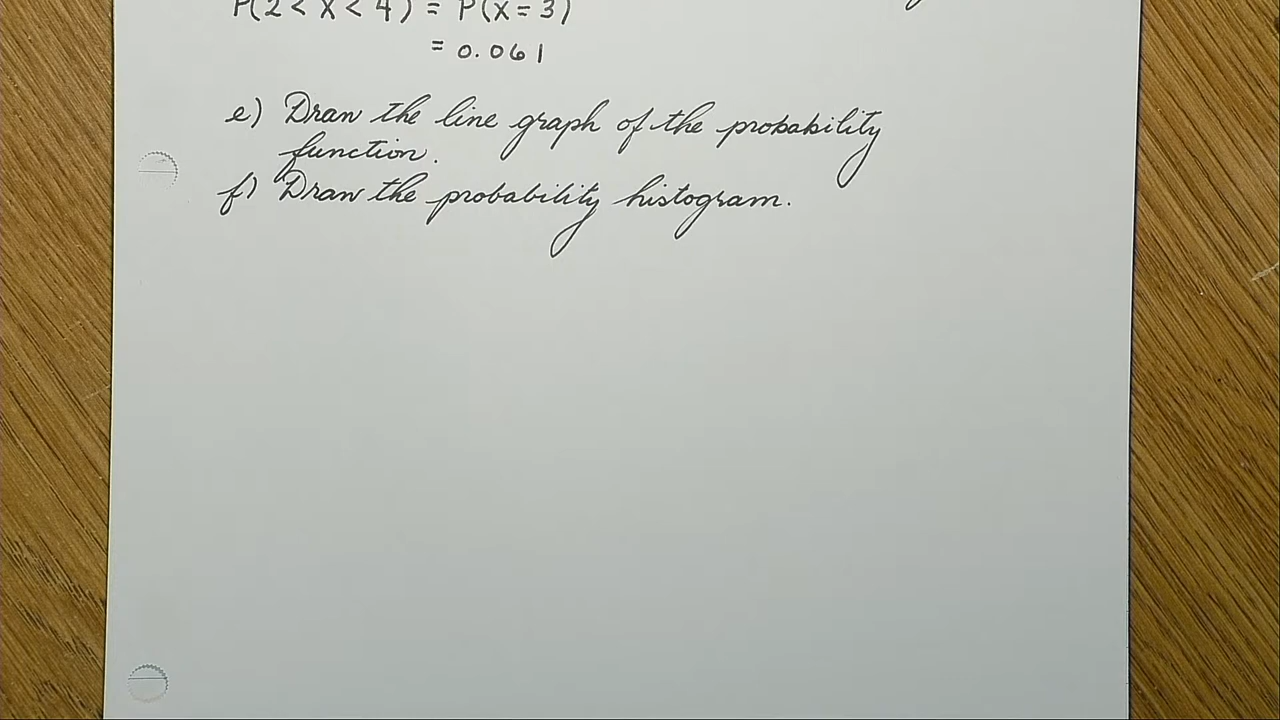 P(2 < X < 4) = P(X = 3)
= 0.061
e) Draw the line graph of the probability
function.
f) Draw the probability histogram.